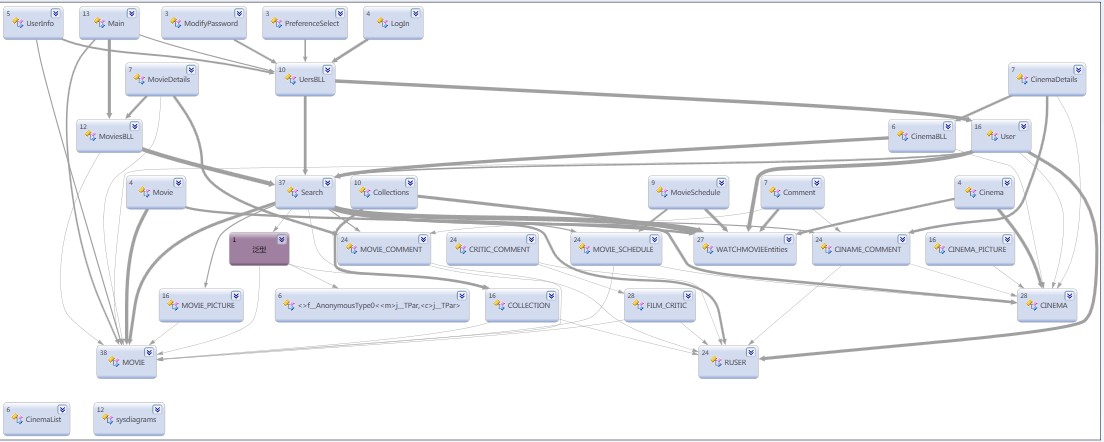 5 UserInfo
13 Main
3 ModifyPassword
3 PreferenceSelect
4 LogIn
7 MovieDetails
10 UersBLL
7 CinemaDetails
12 MoviesBLL
6 CinemaBLL
16 User
4 Movie
37 Search
10 Collections
9 MovieSchedule
7 Comment
4 Cinema
1 泛型
24 MOVIE_COMMENT
24 CRITIC_COMMENT
24 MOVIE_SCHEDULE
27 WATCHMOVIEEntities
24 CINAME_COMMENT
16 CINEMA_PICTURE
16 MOVIE_PICTURE
6 <>f__AnonymousType0<<m>j__TPar,<c>j__TPar>
16 COLLECTION
28 FILM_CRITIC
28 CINEMA
38 MOVIE
24 RUSER
6 CinemaList
12 sysdiagrams